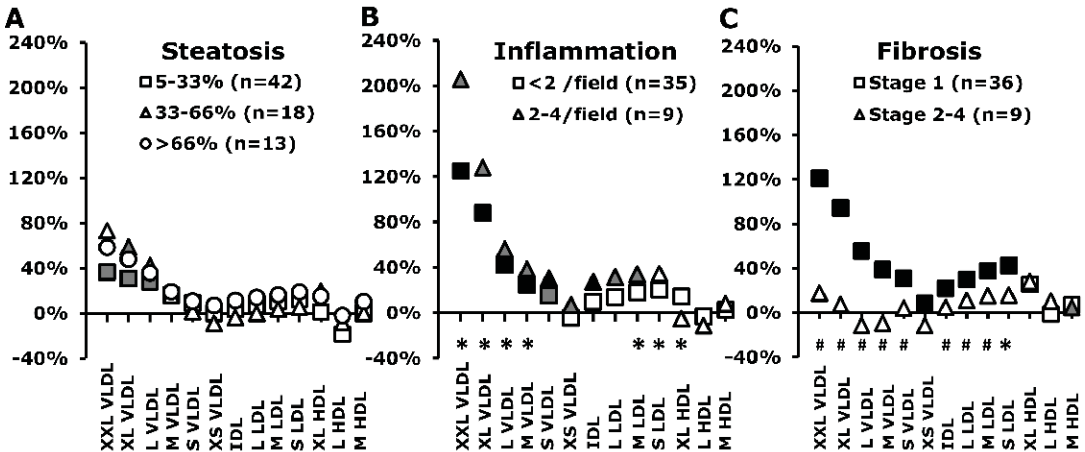 A
Steatosis
5-33% (n=42)
33-66% (n=18)
>66% (n=13)
240%
200%
160%
120%
80%
40%
0%
-40%
XXL VLDL
XL VLDL
L VLDL
M VLDL
S VLDL
XS VLDL
IDL
L LDL
M LDL
S LDL
XL HDL
L HDL
M HDL
B
Inflammation
<2 /field (n=35)
2-4/field (n=9)
240%
200%
160%
120%
80%
40%
0%
-40%
* * * * * * *
XXL VLDL
XL VLDL
L VLDL
M VLDL
S VLDL
XS VLDL
IDL
L LDL
M LDL
S LDL
XL HDL
L HDL
M HDL
C
Fibrosis
Stage 1 (n=36)
Stage 2-4 (n=9)
240%
200%
160%
120%
80%
40%
0%
-40%
# # # # # # # # *
XXL VLDL
XL VLDL
L VLDL
M VLDL
S VLDL
XS VLDL
IDL
L LDL
M LDL
S LDL
XL HDL
L HDL
M HDL